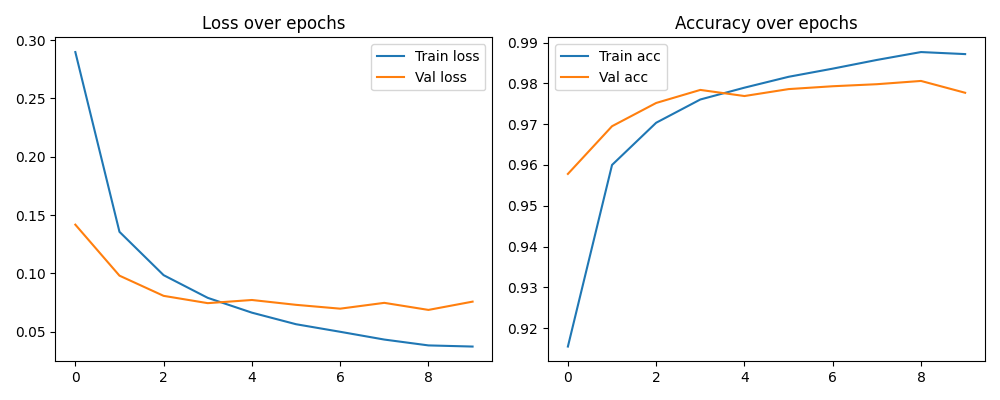 Loss over epochs
Train loss
Val loss
0.30
0.25
0.20
0.15
0.10
0.05
0 2 4 6 8
Accuracy over epochs
Train acc
Val acc
0.99
0.98
0.97
0.96
0.95
0.94
0.93
0.92
0 2 4 6 8